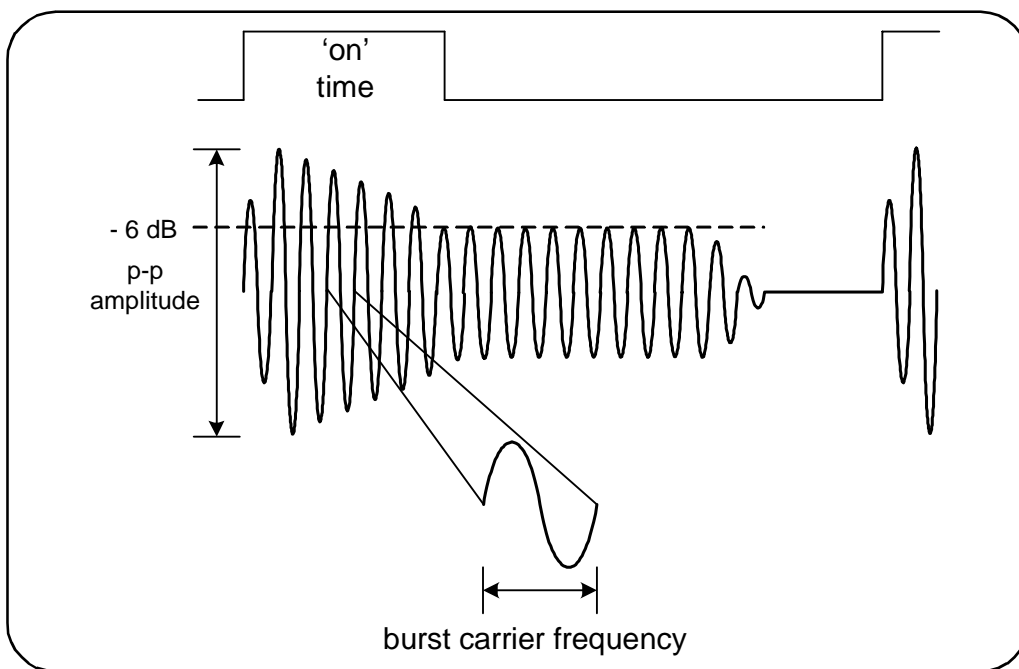 ‘on’
time
- 6 dB
p-p
amplitude
burst carrier frequency